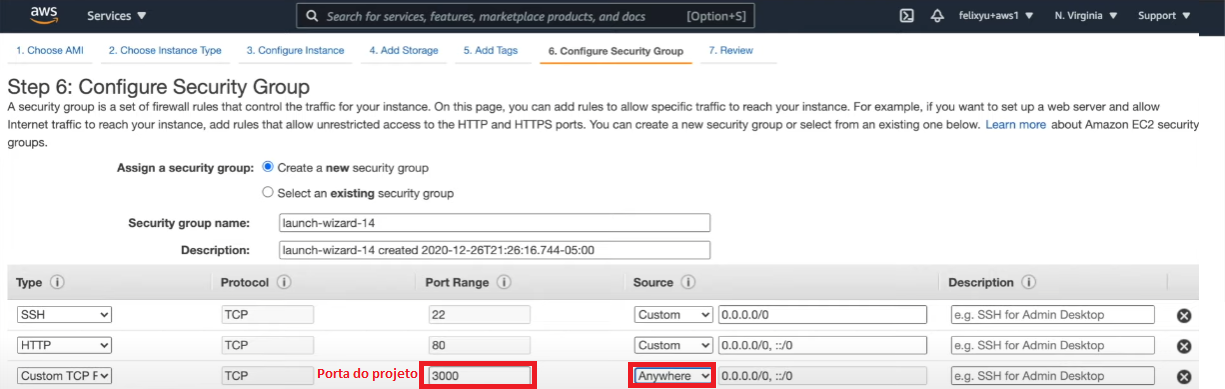 aws Services Search for services, features, marketplace products, and docs [Option+S] felixyu+aws1 N. Virginia Support
1. Choose AMI 2. Choose Instance Type 3. Configure Instance 4. Add Storage 5. Add Tags 6. Configure Security Group 7. Review
Step 6: Configure Security Group
A security group is a set of firewall rules that control the traffic for your instance. On this page, you can add rules to allow specific traffic to reach your instance. For example, if you want to set up a web server and allow
Internet traffic to reach your instance, add rules that allow unrestricted access to the HTTP and HTTPS ports. You can create a new security group or select from an existing one below. Learn more about Amazon EC2 security
groups.
Assign a security group: Create a new security group
Select an existing security group
Security group name: launch-wizard-14
Description: launch-wizard-14 created 2020-12-26T21:26:16.744-05:00
Type Protocol Port Range Source Description
SSH TCP 22 Custom 0.0.0.0/0 e.g. SSH for Admin Desktop
HTTP TCP 80 Custom 0.0.0.0/0, ::/0 e.g. SSH for Admin Desktop
Custom TCP F TCP Porta do projeto 3000 Anywhere 0.0.0.0/0, ::/0 e.g. SSH for Admin Desktop